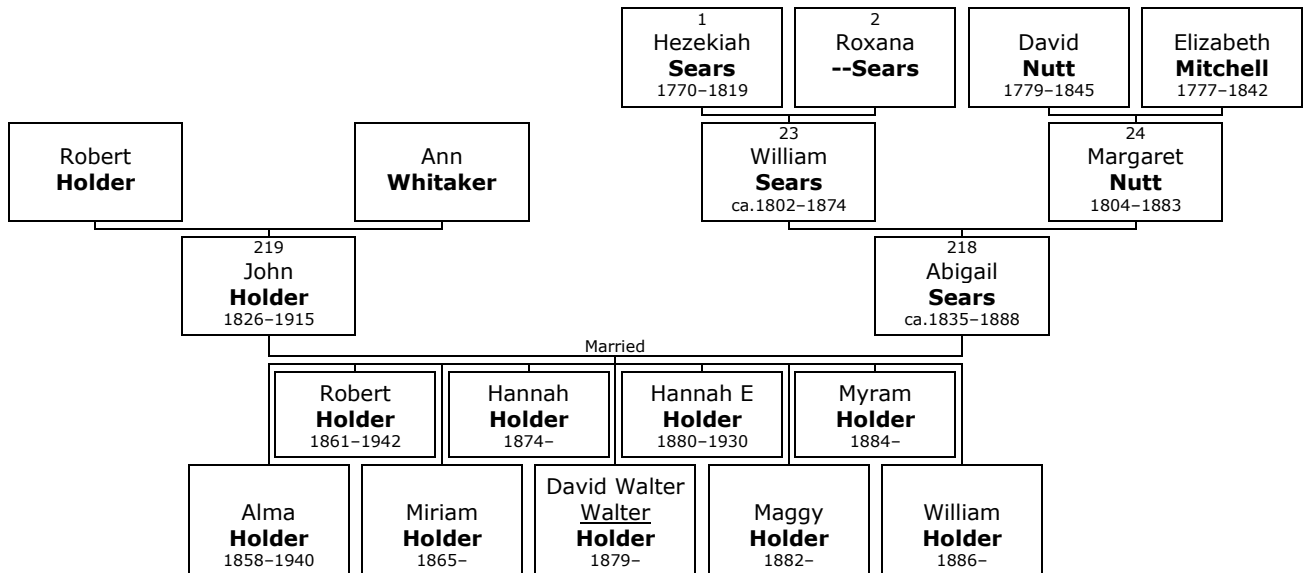 1
Hezekiah
Sears
1770–1819
2
Roxana
--Sears
David
Nutt
1779–1845
Elizabeth
Mitchell
1777–1842
Robert
Holder
Ann
Whitaker
23
William
Sears
ca.1802–1874
24
Margaret
Nutt
1804–1883
219
John
Holder
1826–1915
218
Abigail
Sears
ca.1835–1888
Married
Robert
Holder
1861–1942
Hannah
Holder
1874–
Hannah E
Holder
1880–1930
Myram
Holder
1884–
Alma
Holder
1858–1940
Miriam
Holder
1865–
David Walter
Walter
Holder
1879–
Maggy
Holder
1882–
William
Holder
1886–